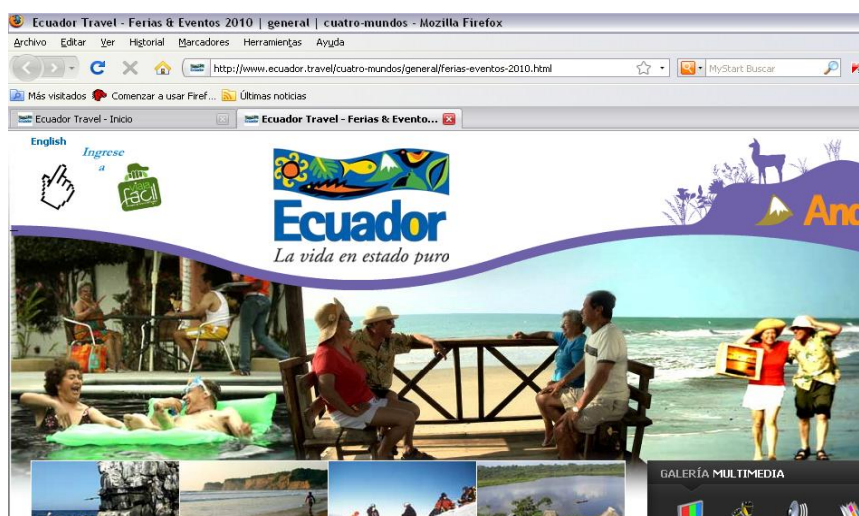 Ecuador Travel - Ferias & Eventos 2010 | general | cuatro-mundos - Mozilla Firefox
Archivo Editar Ver Historial Marcadores Herramientas Ayuda
http://www.ecuador.travel/cuatro-mundos/general/ferias-eventos-2010.html
MyStart Buscar
Más visitados Comenzar a usar Firef... Últimas noticias
Ecuador Travel - Inicio
Ecuador Travel - Ferias & Evento...
English
Ingrese
a
viaja
fácil
Ecuador
La vida en estado puro
GALERÍA MULTIMEDIA